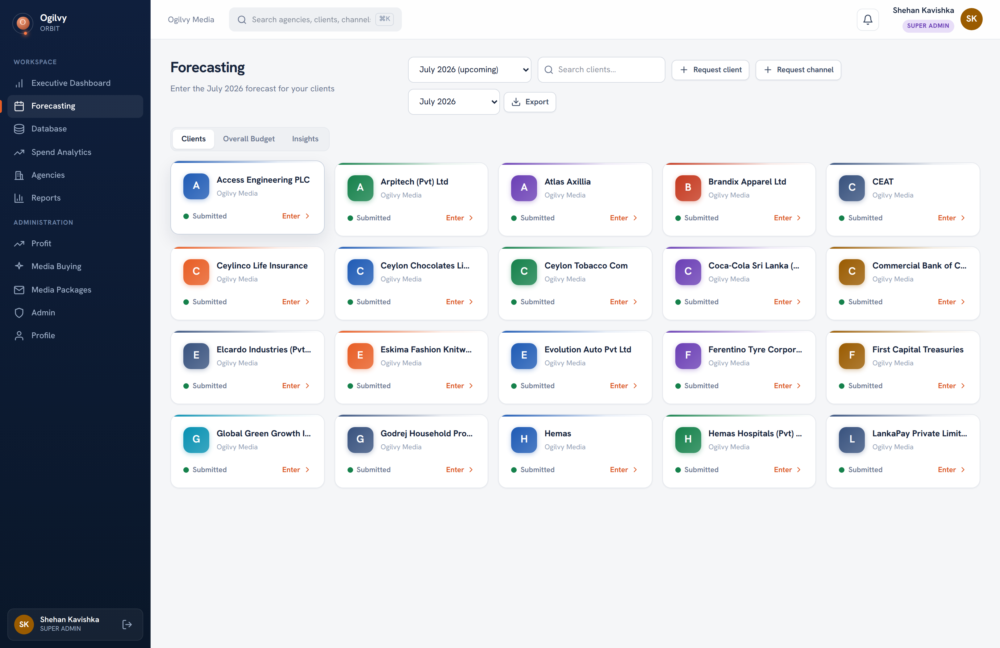 O
Ogilvy
ORBIT
WORKSPACE
Executive Dashboard
Forecasting
Database
Spend Analytics
Agencies
Reports
ADMINISTRATION
Profit
Media Buying
Media Packages
Admin
Profile
SK
Shehan Kavishka
SUPER ADMIN
Ogilvy Media
Search agencies, clients, channel
⌘K
Shehan Kavishka
SUPER ADMIN
SK
Forecasting
Enter the July 2026 forecast for your clients
July 2026 (upcoming)
Search clients...
Request client
Request channel
July 2026
Export
Clients
Overall Budget
Insights
A
Access Engineering PLC
Ogilvy Media
Submitted
Enter
A
Arpitech (Pvt) Ltd
Ogilvy Media
Submitted
Enter
A
Atlas Axillia
Ogilvy Media
Submitted
Enter
B
Brandix Apparel Ltd
Ogilvy Media
Submitted
Enter
C
CEAT
Ogilvy Media
Submitted
Enter
C
Ceylinco Life Insurance
Ogilvy Media
Submitted
Enter
C
Ceylon Chocolates Li...
Ogilvy Media
Submitted
Enter
C
Ceylon Tobacco Com
Ogilvy Media
Submitted
Enter
C
Coca-Cola Sri Lanka (...
Ogilvy Media
Submitted
Enter
C
Commercial Bank of C...
Ogilvy Media
Submitted
Enter
E
Elcardo Industries (Pvt...
Ogilvy Media
Submitted
Enter
E
Eskima Fashion Knitw...
Ogilvy Media
Submitted
Enter
E
Evolution Auto Pvt Ltd
Ogilvy Media
Submitted
Enter
F
Ferentino Tyre Corpor...
Ogilvy Media
Submitted
Enter
F
First Capital Treasuries
Ogilvy Media
Submitted
Enter
G
Global Green Growth I...
Ogilvy Media
Submitted
Enter
G
Godrej Household Pro...
Ogilvy Media
Submitted
Enter
H
Hemas
Ogilvy Media
Submitted
Enter
H
Hemas Hospitals (Pvt) ...
Ogilvy Media
Submitted
Enter
L
LankaPay Private Limit...
Ogilvy Media
Submitted
Enter